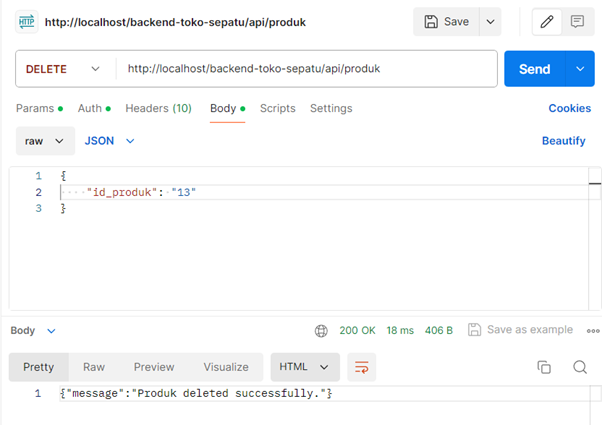 HTTP http://localhost/backend-toko-sepatu/api/produk Save
DELETE http://localhost/backend-toko-sepatu/api/produk Send
Params Auth Headers (10) Body Scripts Settings Cookies
raw JSON Beautify
1 {
2 "id_produk": "13"
3 }
Body 200 OK 18 ms 406 B Save as example
Pretty Raw Preview Visualize HTML
1 {"message":"Produk deleted successfully."}